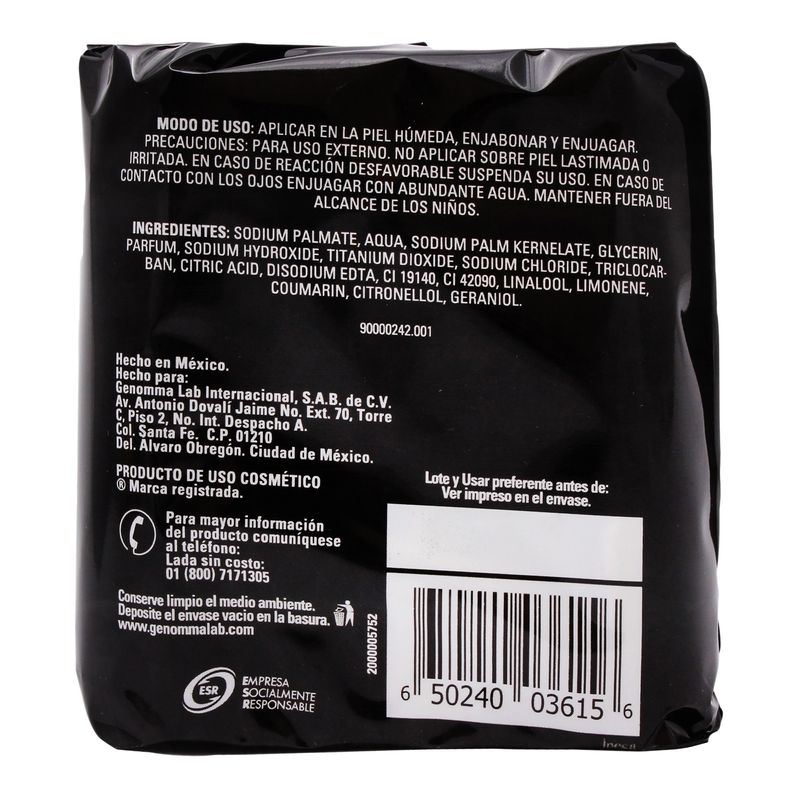 MODO DE USO: APLICAR EN LA PIEL HÚMEDA, ENJABONAR Y ENJUAGAR.
PRECAUCIONES: PARA USO EXTERNO. NO APLICAR SOBRE PIEL LASTIMADA O
IRRITADA. EN CASO DE REACCIÓN DESFAVORABLE SUSPENDA SU USO. EN CASO DE
CONTACTO CON LOS OJOS ENJUAGAR CON ABUNDANTE AGUA. MANTENER FUERA DEL
ALCANCE DE LOS NIÑOS.
INGREDIENTES: SODIUM PALMATE, AQUA, SODIUM PALM KERNELATE, GLYCERIN,
PARFUM, SODIUM HYDROXIDE, TITANIUM DIOXIDE, SODIUM CHLORIDE, TRICLOCAR-
BAN, CITRIC ACID, DISODIUM EDTA, CI 19140, CI 42090, LINALOOL, LIMONENE,
COUMARIN, CITRONELLOL, GERANIOL.
90000242.001
Hecho en México.
Hecho para:
Genomma Lab Internacional, S.A.B. de C.V.
Av. Antonio Dovalí Jaime No. Ext. 70, Torre
C, Piso 2, No. Int. Despacho A.
Col. Santa Fe. C.P. 01210
Del. Alvaro Obregón. Ciudad de México.
PRODUCTO DE USO COSMÉTICO
® Marca registrada.
Para mayor información
del producto comuníquese
al teléfono:
Lada sin costo:
01 (800) 7171305
Conserve limpio el medio ambiente.
Deposite el envase vacio en la basura.
www.genommalab.com
ESR
EMPRESA
SOCIALMENTE
RESPONSABLE
Lote y Usar preferente antes de:
Ver impreso en el envase.
2000005752
6 50240 03615 6